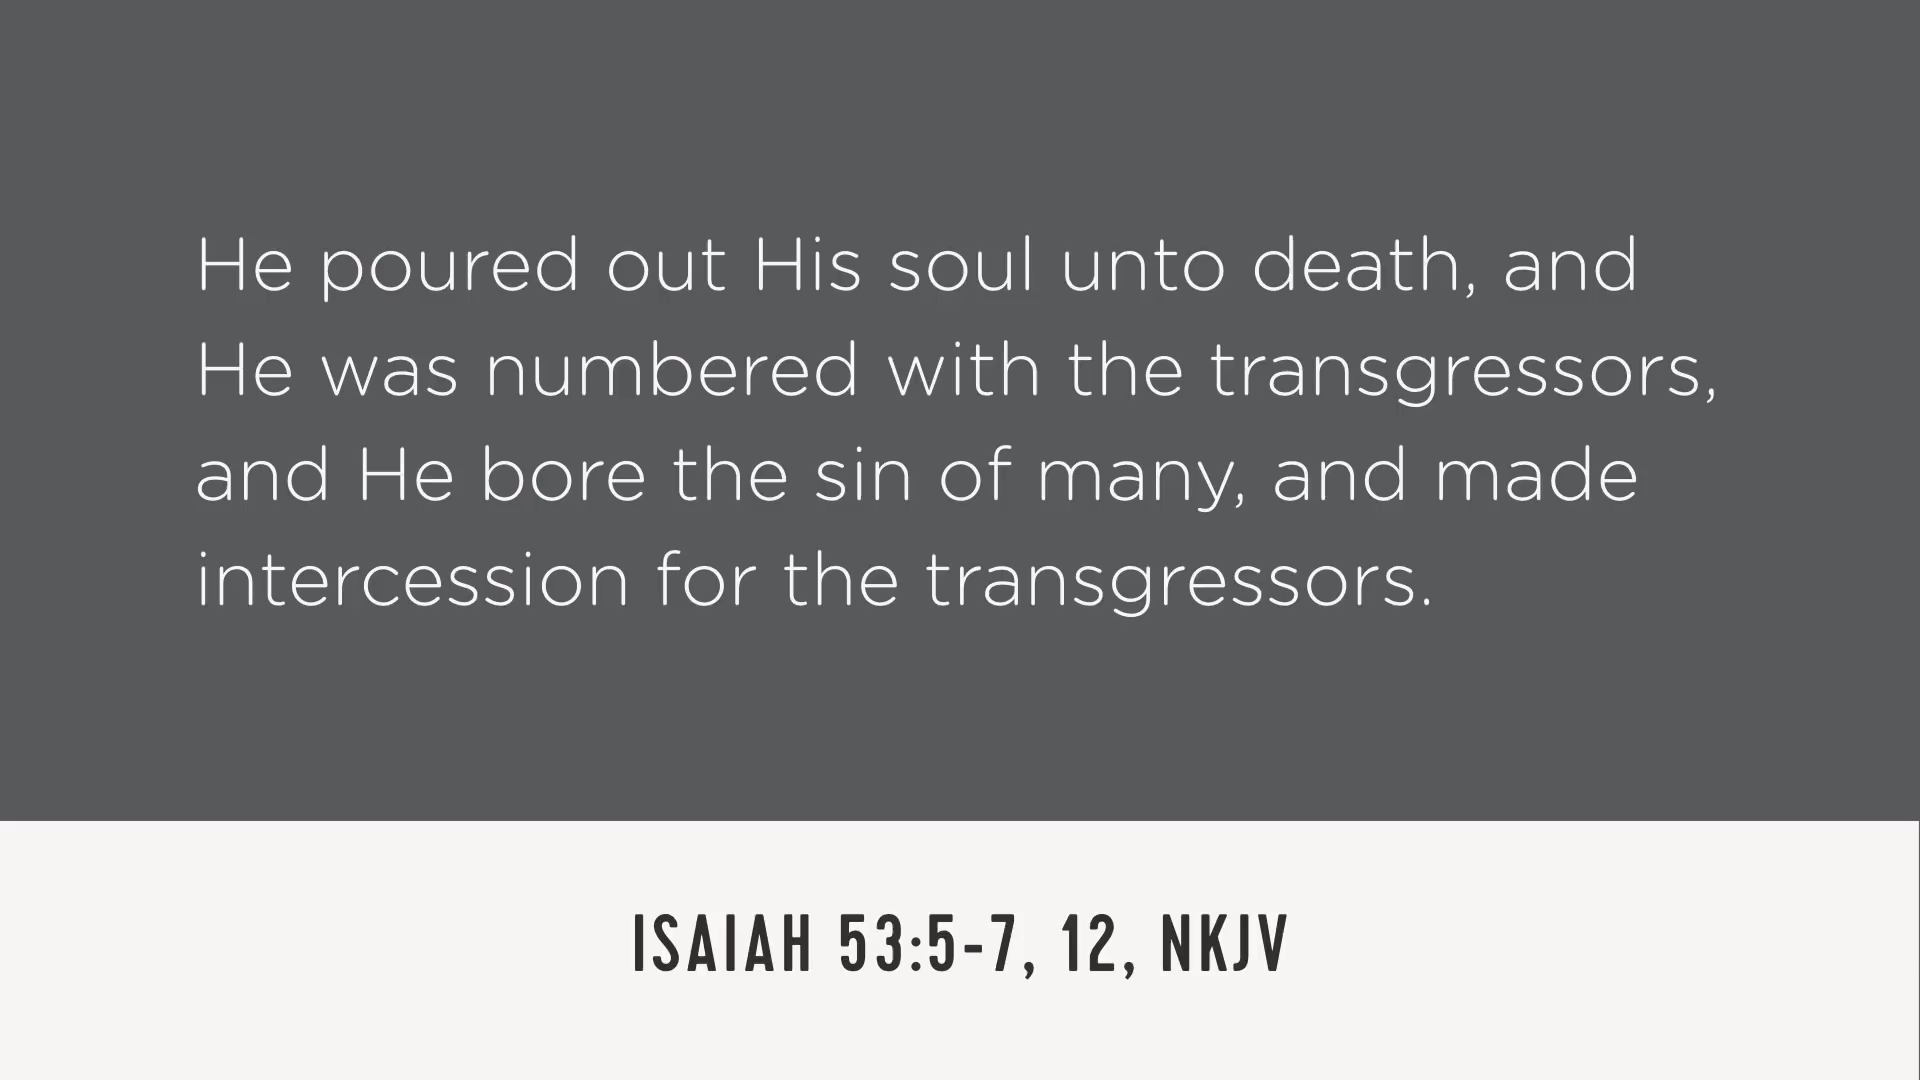 He poured out His soul unto death, and
He was numbered with the transgressors,
and He bore the sin of many, and made
intercession for the transgressors.
ISAIAH 53:5-7, 12, NKJV